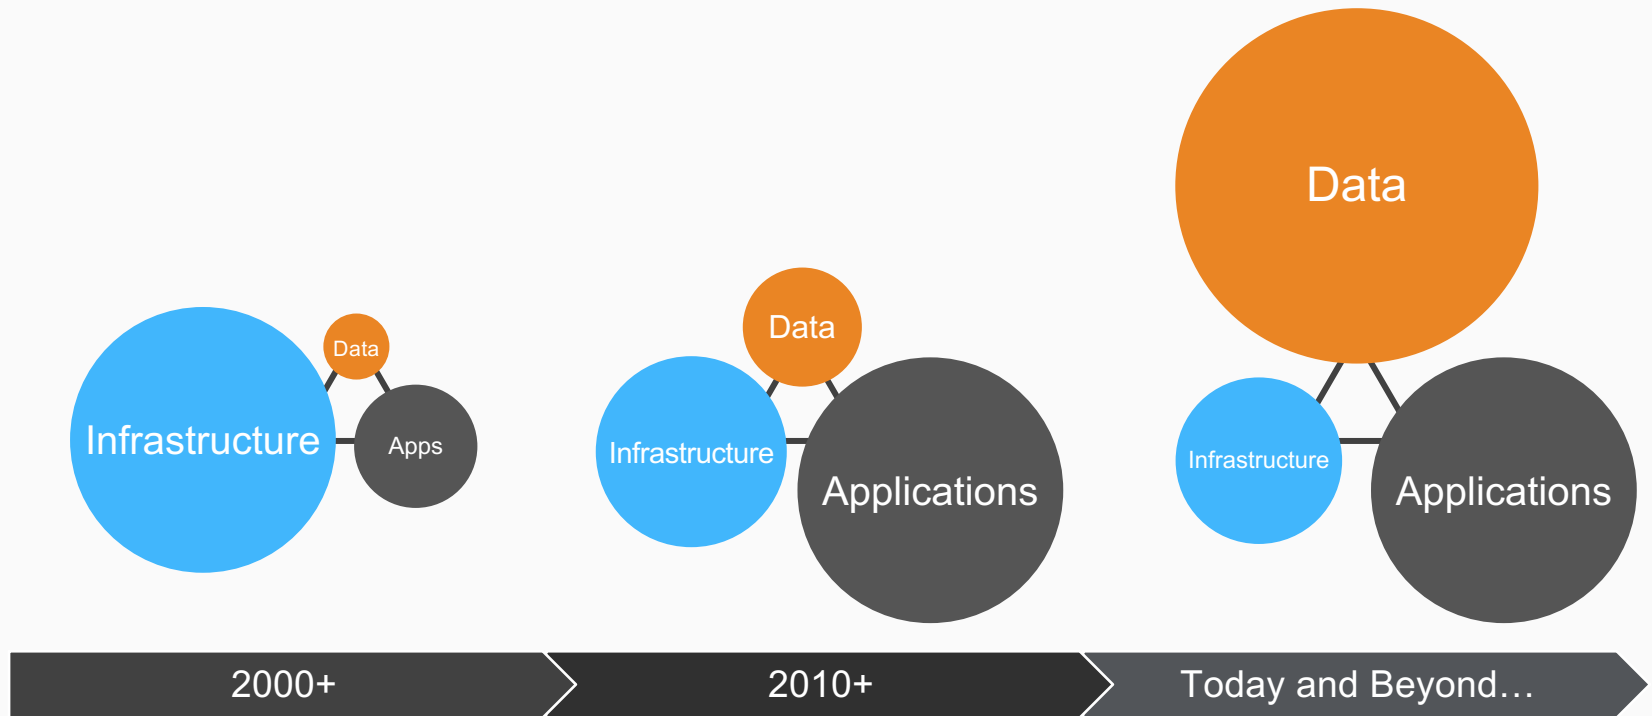 Data
Infrastructure
Apps
Data
Infrastructure
Applications
Data
Infrastructure
Applications
2000+
2010+
Today and Beyond…